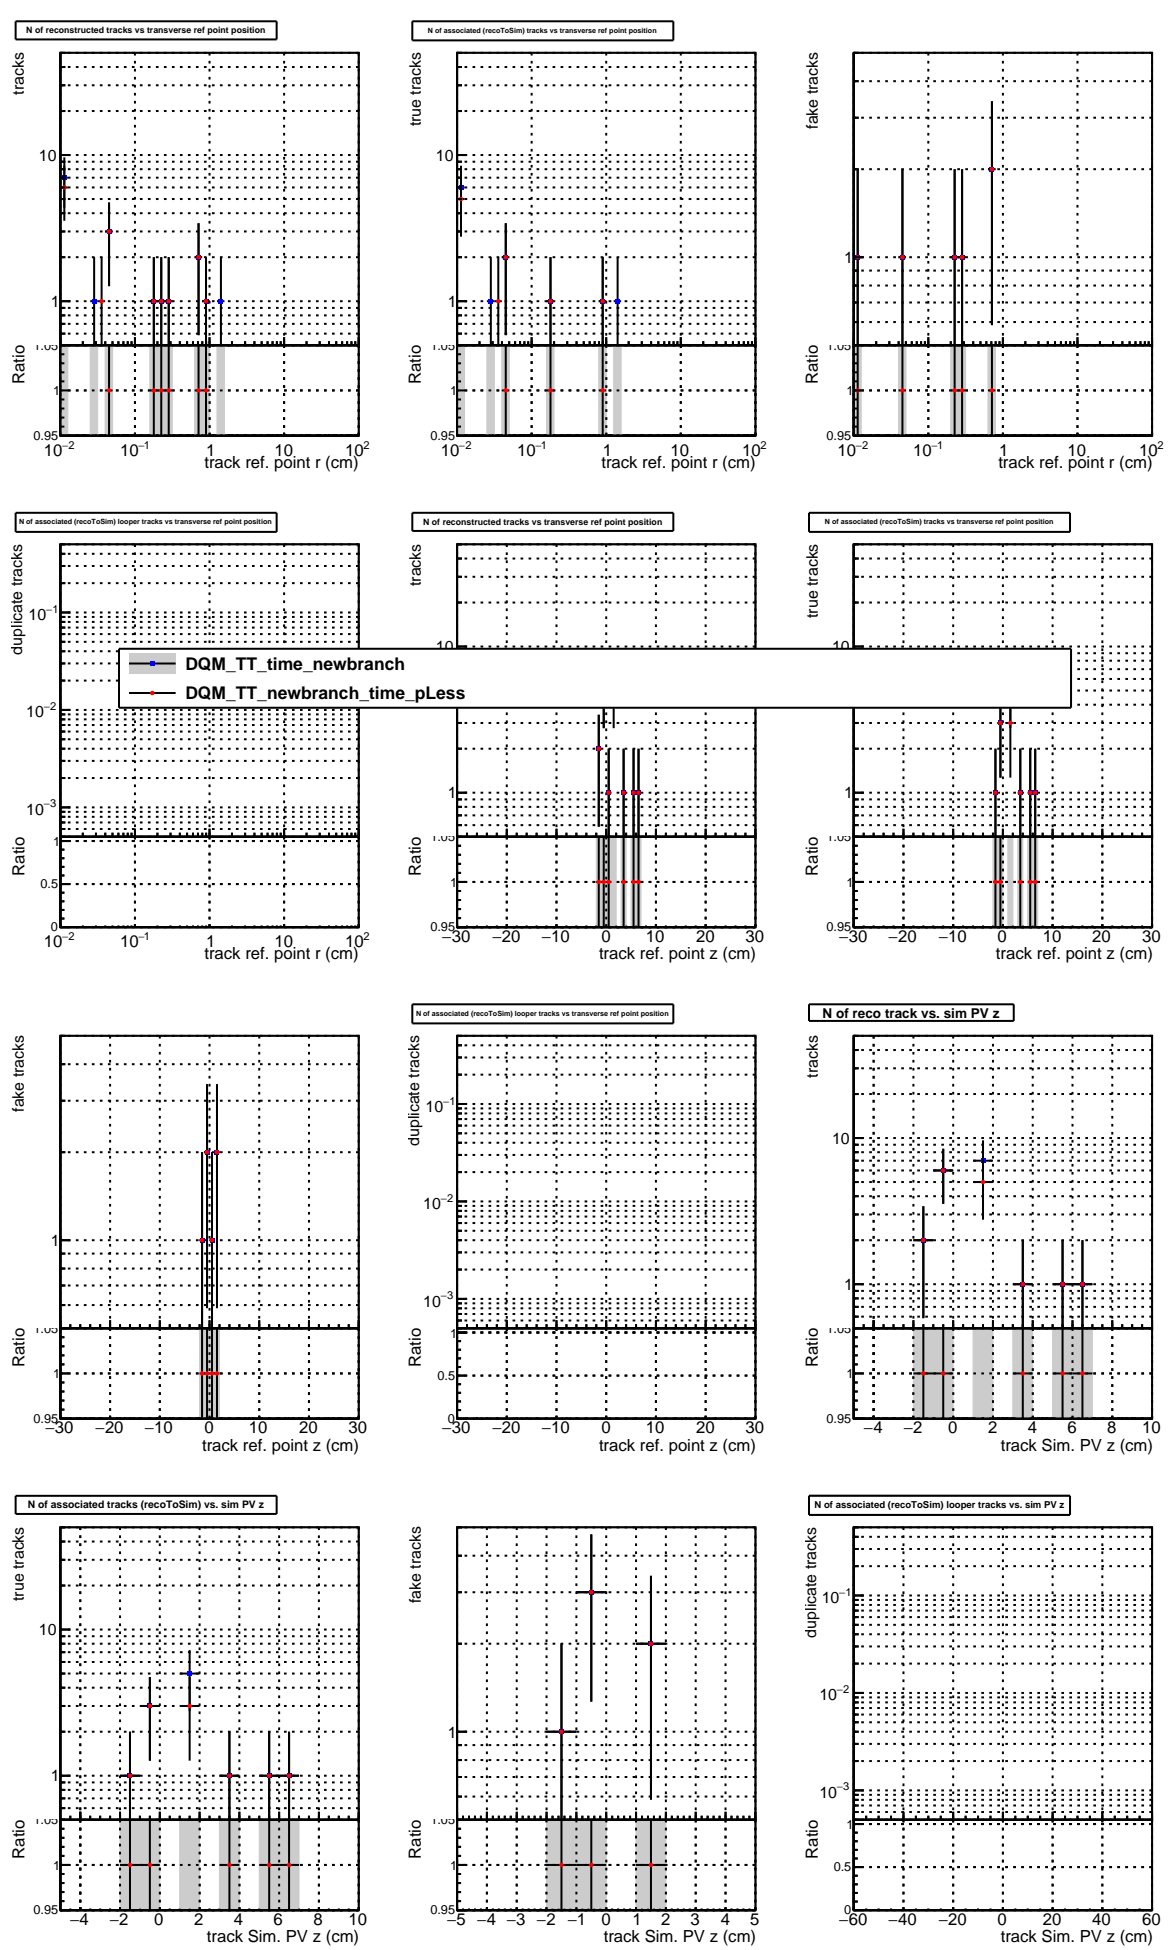 N of reconstructed tracks vs transverse ref point position
tracks
10
1
Ratio
1.05
1
0.95
10−2 10−1 1 10 102
track ref. point r (cm)
N of associated (recoToSim) tracks vs transverse ref point position
true tracks
10
1
Ratio
1.05
1
0.95
10−2 10−1 1 10 102
track ref. point r (cm)
fake tracks
1
Ratio
1.05
1
0.95
10−2 10−1 1 10 102
track ref. point r (cm)
N of associated (recoToSim) looper tracks vs transverse ref point position
duplicate tracks
10−1
10−2
10−3
Ratio
1
0.5
0
10−2 10−1 1 10 102
track ref. point r (cm)
N of reconstructed tracks vs transverse ref point position
tracks
10
1
Ratio
1.05
1
0.95
−30 −20 −10 0 10 20 30
track ref. point z (cm)
N of associated (recoToSim) tracks vs transverse ref point position
true tracks
1
Ratio
1.05
1
0.95
−30 −20 −10 0 10 20 30
track ref. point z (cm)
DQM_TT_time_newbranch
DQM_TT_newbranch_time_pLess
fake tracks
1
Ratio
1.05
1
0.95
−30 −20 −10 0 10 20 30
track ref. point z (cm)
N of associated (recoToSim) looper tracks vs transverse ref point position
duplicate tracks
10−1
10−2
10−3
Ratio
1
0.5
0
−30 −20 −10 0 10 20 30
track ref. point z (cm)
N of reco track vs. sim PV z
tracks
10
1
Ratio
1.05
1
0.95
−4 −2 0 2 4 6 8 10
track Sim. PV z (cm)
N of associated tracks (recoToSim) vs. sim PV z
true tracks
10
1
Ratio
1.05
1
0.95
−4 −2 0 2 4 6 8 10
track Sim. PV z (cm)
fake tracks
1
Ratio
1.05
1
0.95
−5 −4 −3 −2 −1 0 1 2 3 4 5
track Sim. PV z (cm)
N of associated (recoToSim) looper tracks vs. sim PV z
duplicate tracks
10−1
10−2
10−3
Ratio
1
0.5
0
−60 −40 −20 0 20 40 60
track Sim. PV z (cm)